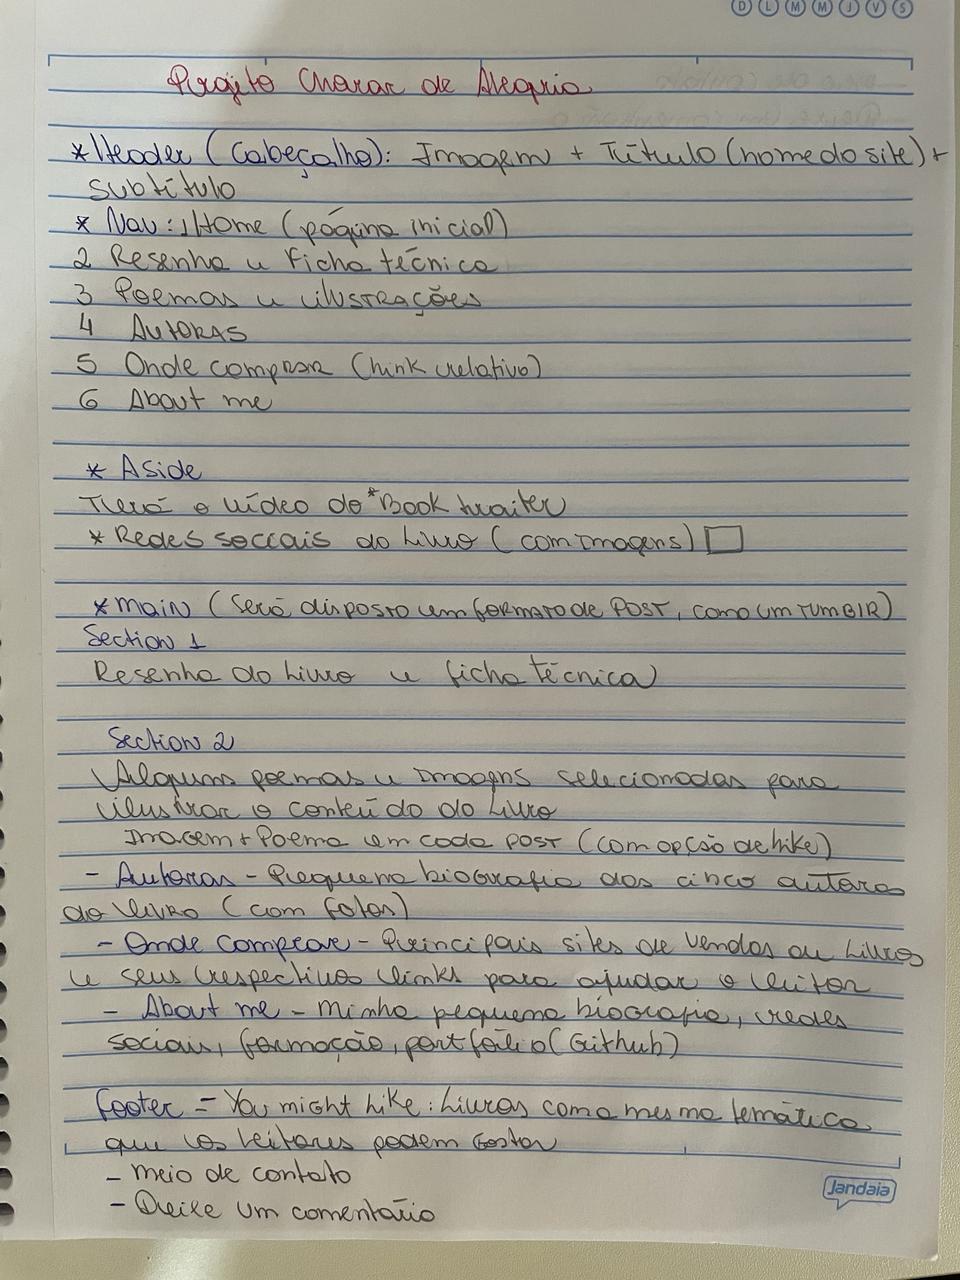 D L M M J V S
Projeto Chorar de Alegria
*Header (Cabeçalho): Imagem + Título (nome do site) +
subtítulo
* Nav: 1 Home (página inicial)
2 Resenha e ficha técnica
3 Poemas e ilustrações
4 Autoras
5 Onde comprar (link relativo)
6 About me
* Aside
Terá o vídeo do *Book trailer
* Redes sociais do livro (com imagens)
*main (será disposto em formato de POST, como um TUMBLR)
Section 1
Resenha do livro e ficha técnica)
Section 2
Alguns poemas e imagens selecionadas para
ilustrar o conteúdo do livro
Imagem + Poema em cada post (com opção de like)
- Autoras - Pequena biografia das cinco autoras
do livro (com fotos)
- Onde comprar - Principais sites de vendas de livros
e seus respectivos links para ajudar o leitor
- About me - Minha pequena biografia, redes
sociais, formação, portfólio (Github)
footer - You might like: Livros com a mesma temática
que os leitores podem gostar
- meio de contato
- Deixe um comentário
Jandaia